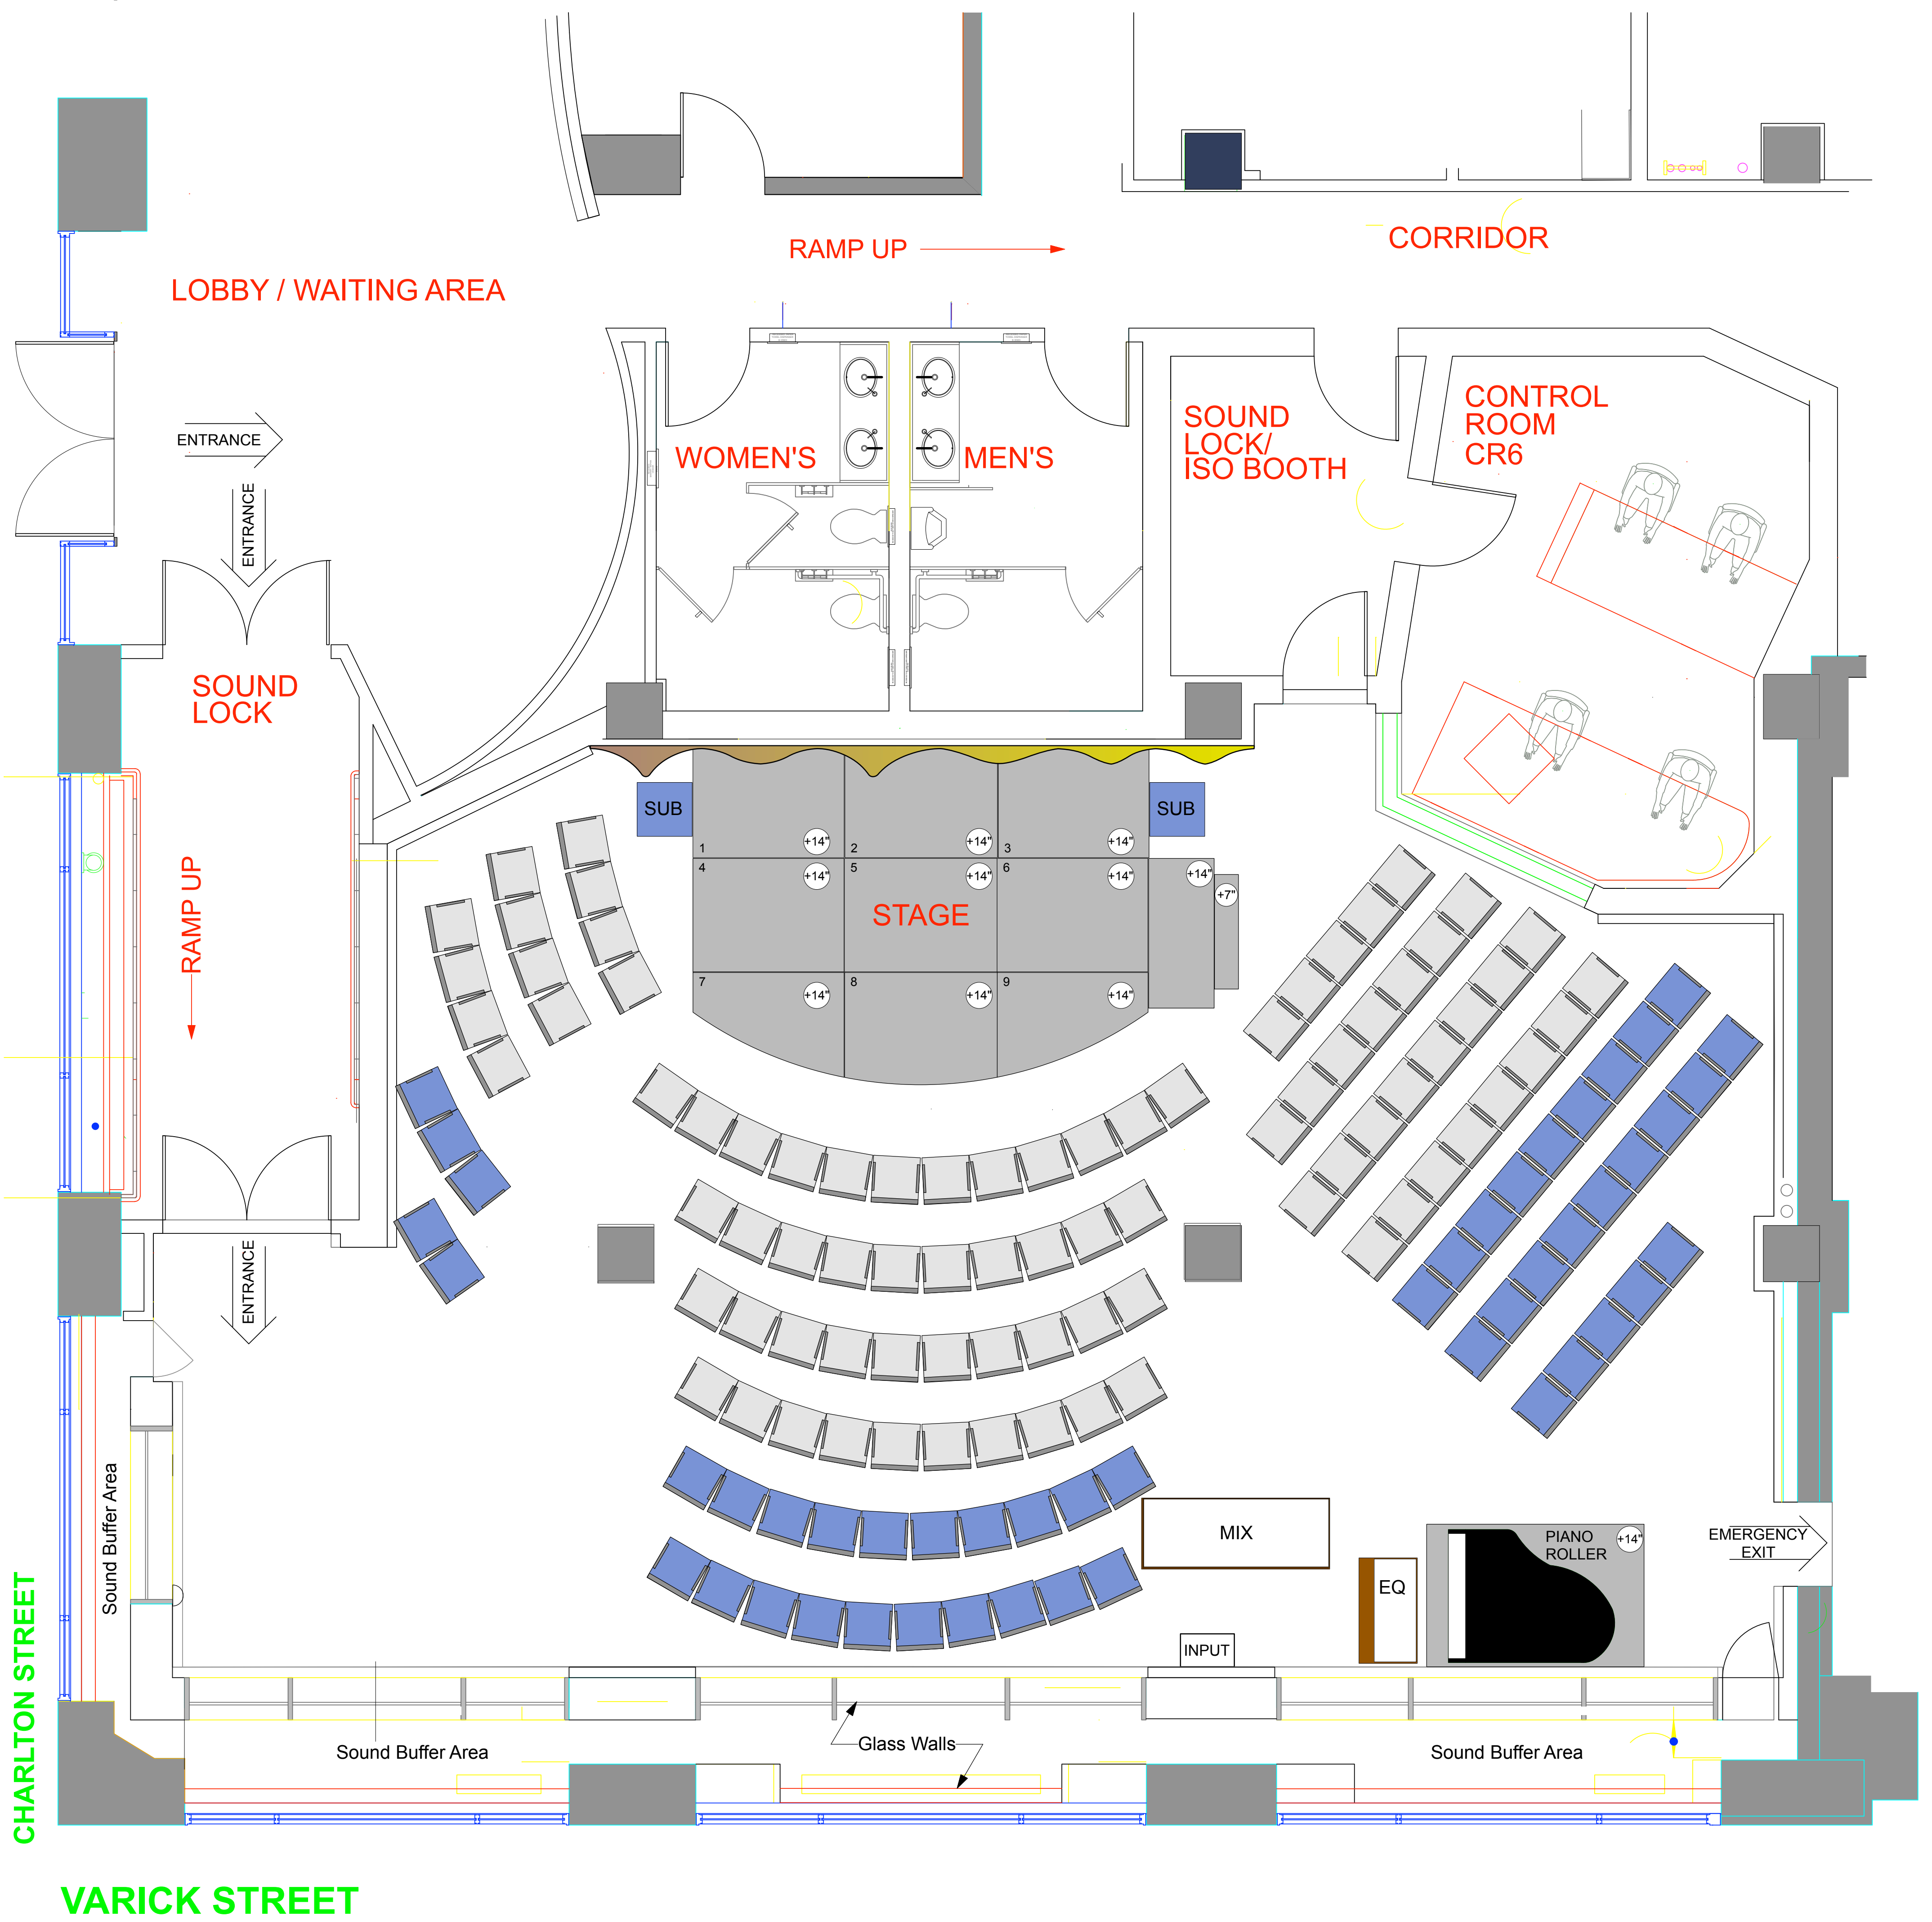 RAMP UP
CORRIDOR
LOBBY / WAITING AREA
ENTRANCE
ENTRANCE
WOMEN'S
MEN'S
SOUND
LOCK/
ISO BOOTH
CONTROL
ROOM
CR6
SOUND
LOCK
RAMP UP
SUB
SUB
1
+14"
2
+14"
3
+14"
4
+14"
5
+14"
6
+14"
+14"
+7"
STAGE
7
+14"
8
+14"
9
+14"
ENTRANCE
Sound Buffer Area
MIX
EQ
PIANO
ROLLER
+14"
EMERGENCY
EXIT
INPUT
Sound Buffer Area
Glass Walls
Sound Buffer Area
CHARLTON STREET
VARICK STREET